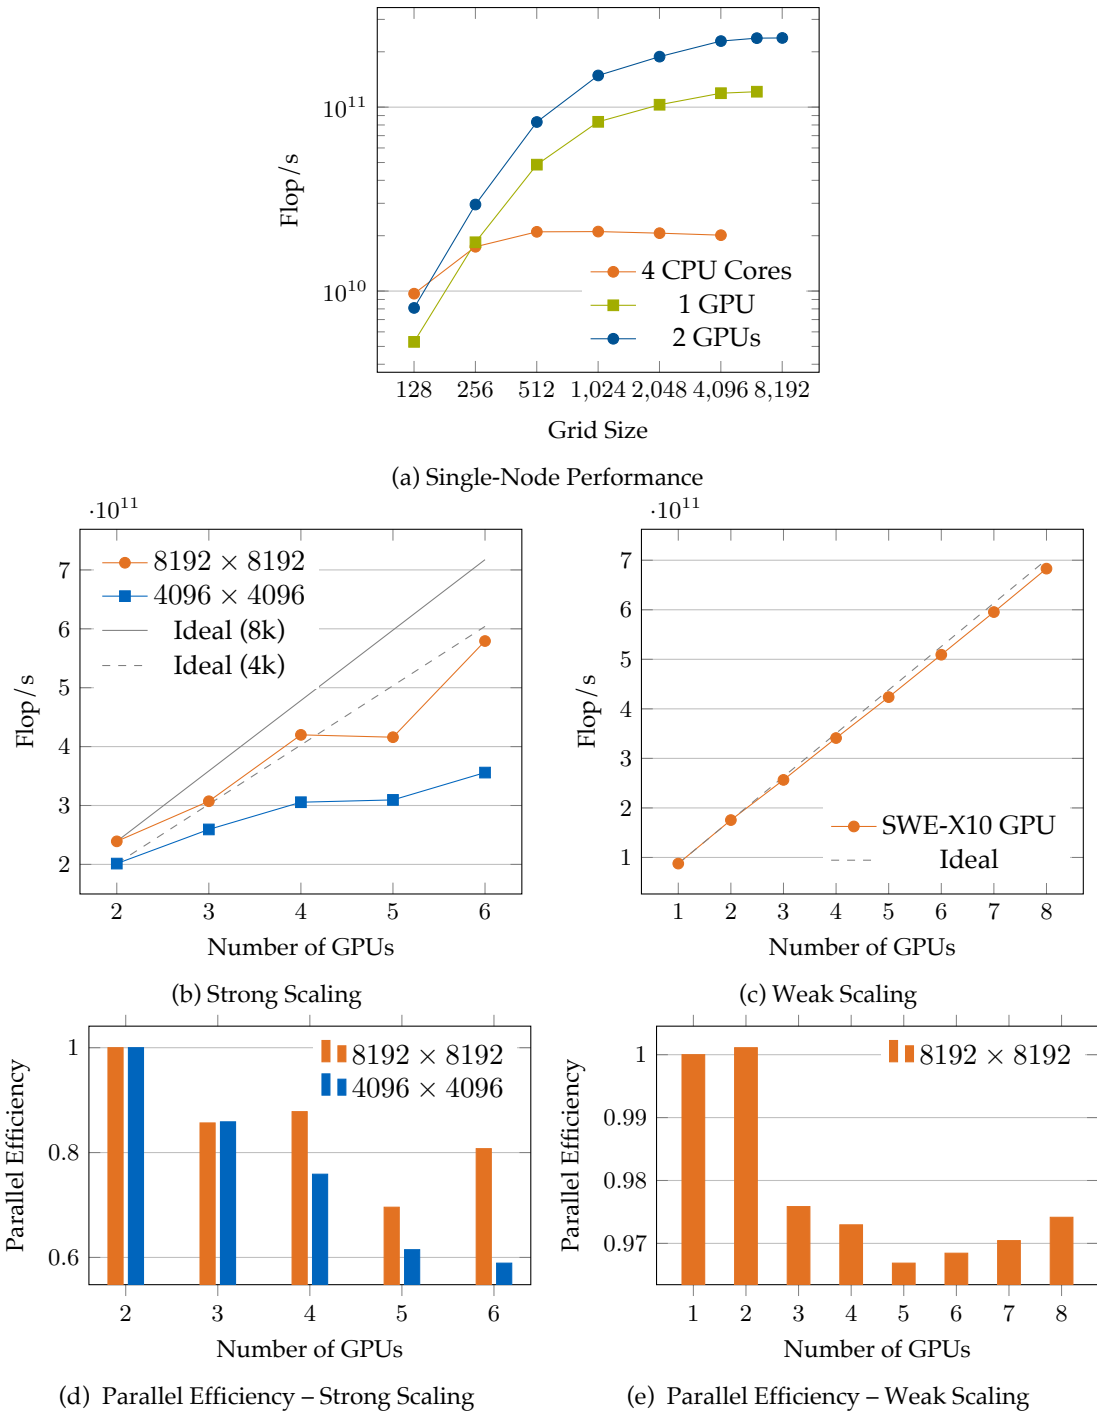 Flop/s
10^11
10^10
4 CPU Cores
1 GPU
2 GPUs
128 256 512 1,024 2,048 4,096 8,192
Grid Size
(a) Single-Node Performance
·10^11
Flop/s
7
6
5
4
3
2
8192 × 8192
4096 × 4096
Ideal (8k)
Ideal (4k)
2 3 4 5 6
Number of GPUs
(b) Strong Scaling
·10^11
Flop/s
7
6
5
4
3
2
1
SWE-X10 GPU
Ideal
1 2 3 4 5 6 7 8
Number of GPUs
(c) Weak Scaling
Parallel Efficiency
1
0.8
0.6
8192 × 8192
4096 × 4096
2 3 4 5 6
Number of GPUs
(d) Parallel Efficiency – Strong Scaling
Parallel Efficiency
1
0.99
0.98
0.97
8192 × 8192
1 2 3 4 5 6 7 8
Number of GPUs
(e) Parallel Efficiency – Weak Scaling